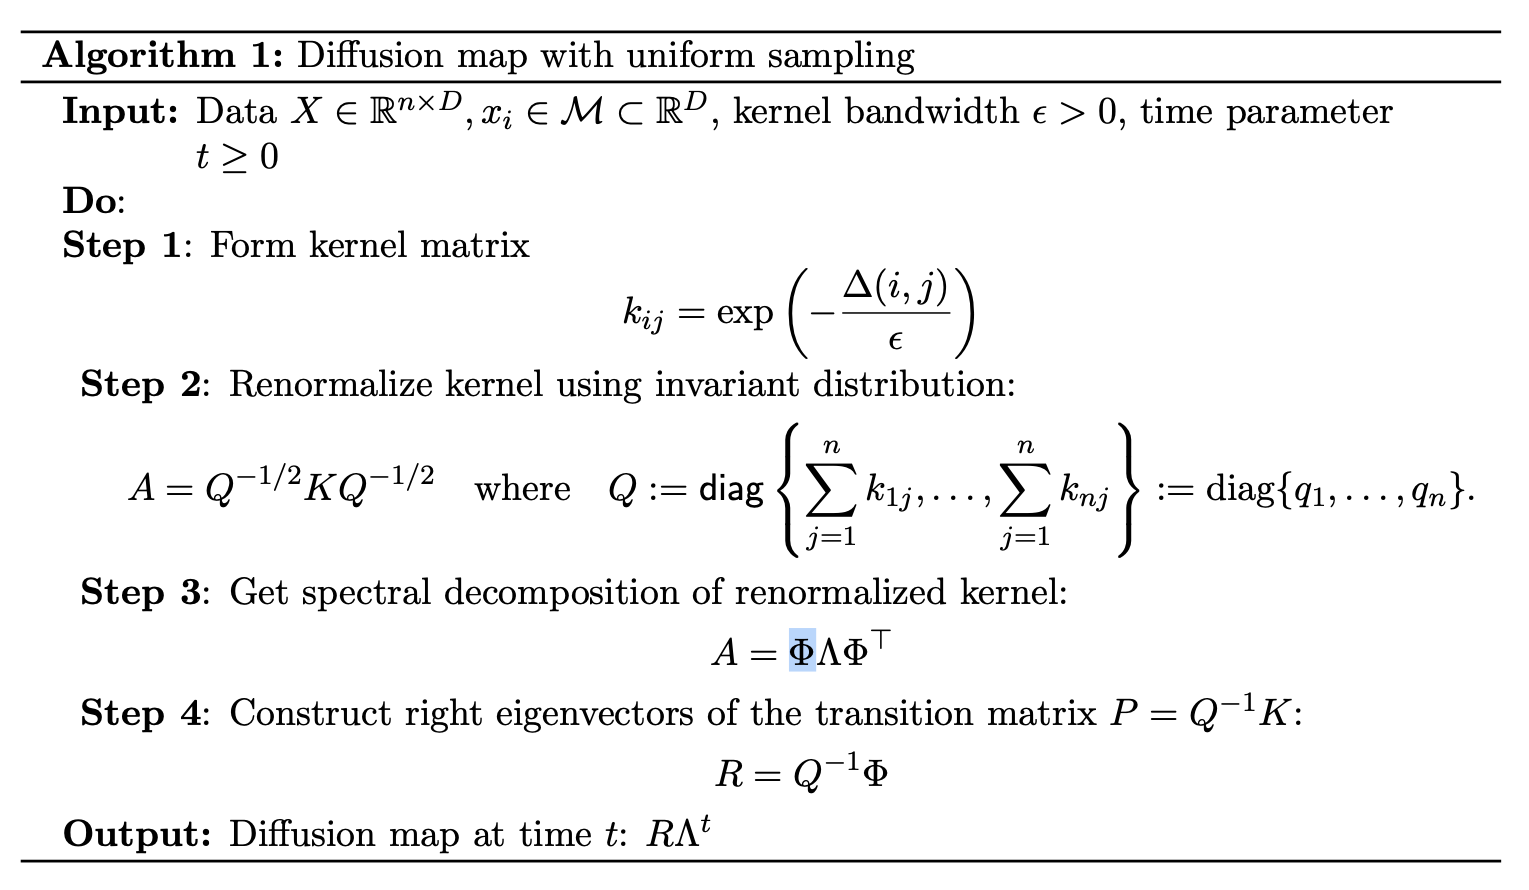 Algorithm 1: Diffusion map with uniform sampling
Input: Data $X \in \mathbb{R}^{n \times D}, x_i \in \mathcal{M} \subset \mathbb{R}^D$, kernel bandwidth $\epsilon > 0$, time parameter
$t \geq 0$
Do:
Step 1: Form kernel matrix
$k_{ij} = \exp\left(-\frac{\Delta(i,j)}{\epsilon}\right)$
Step 2: Renormalize kernel using invariant distribution:
$A = Q^{-1/2} K Q^{-1/2}$ where $Q := \mathsf{diag}\left\{\sum_{j=1}^{n} k_{1j}, \ldots, \sum_{j=1}^{n} k_{nj}\right\} := \mathrm{diag}\{q_1, \ldots, q_n\}.$
Step 3: Get spectral decomposition of renormalized kernel:
$A = \Phi \Lambda \Phi^\top$
Step 4: Construct right eigenvectors of the transition matrix $P = Q^{-1}K$:
$R = Q^{-1}\Phi$
Output: Diffusion map at time $t$: $R\Lambda^t$